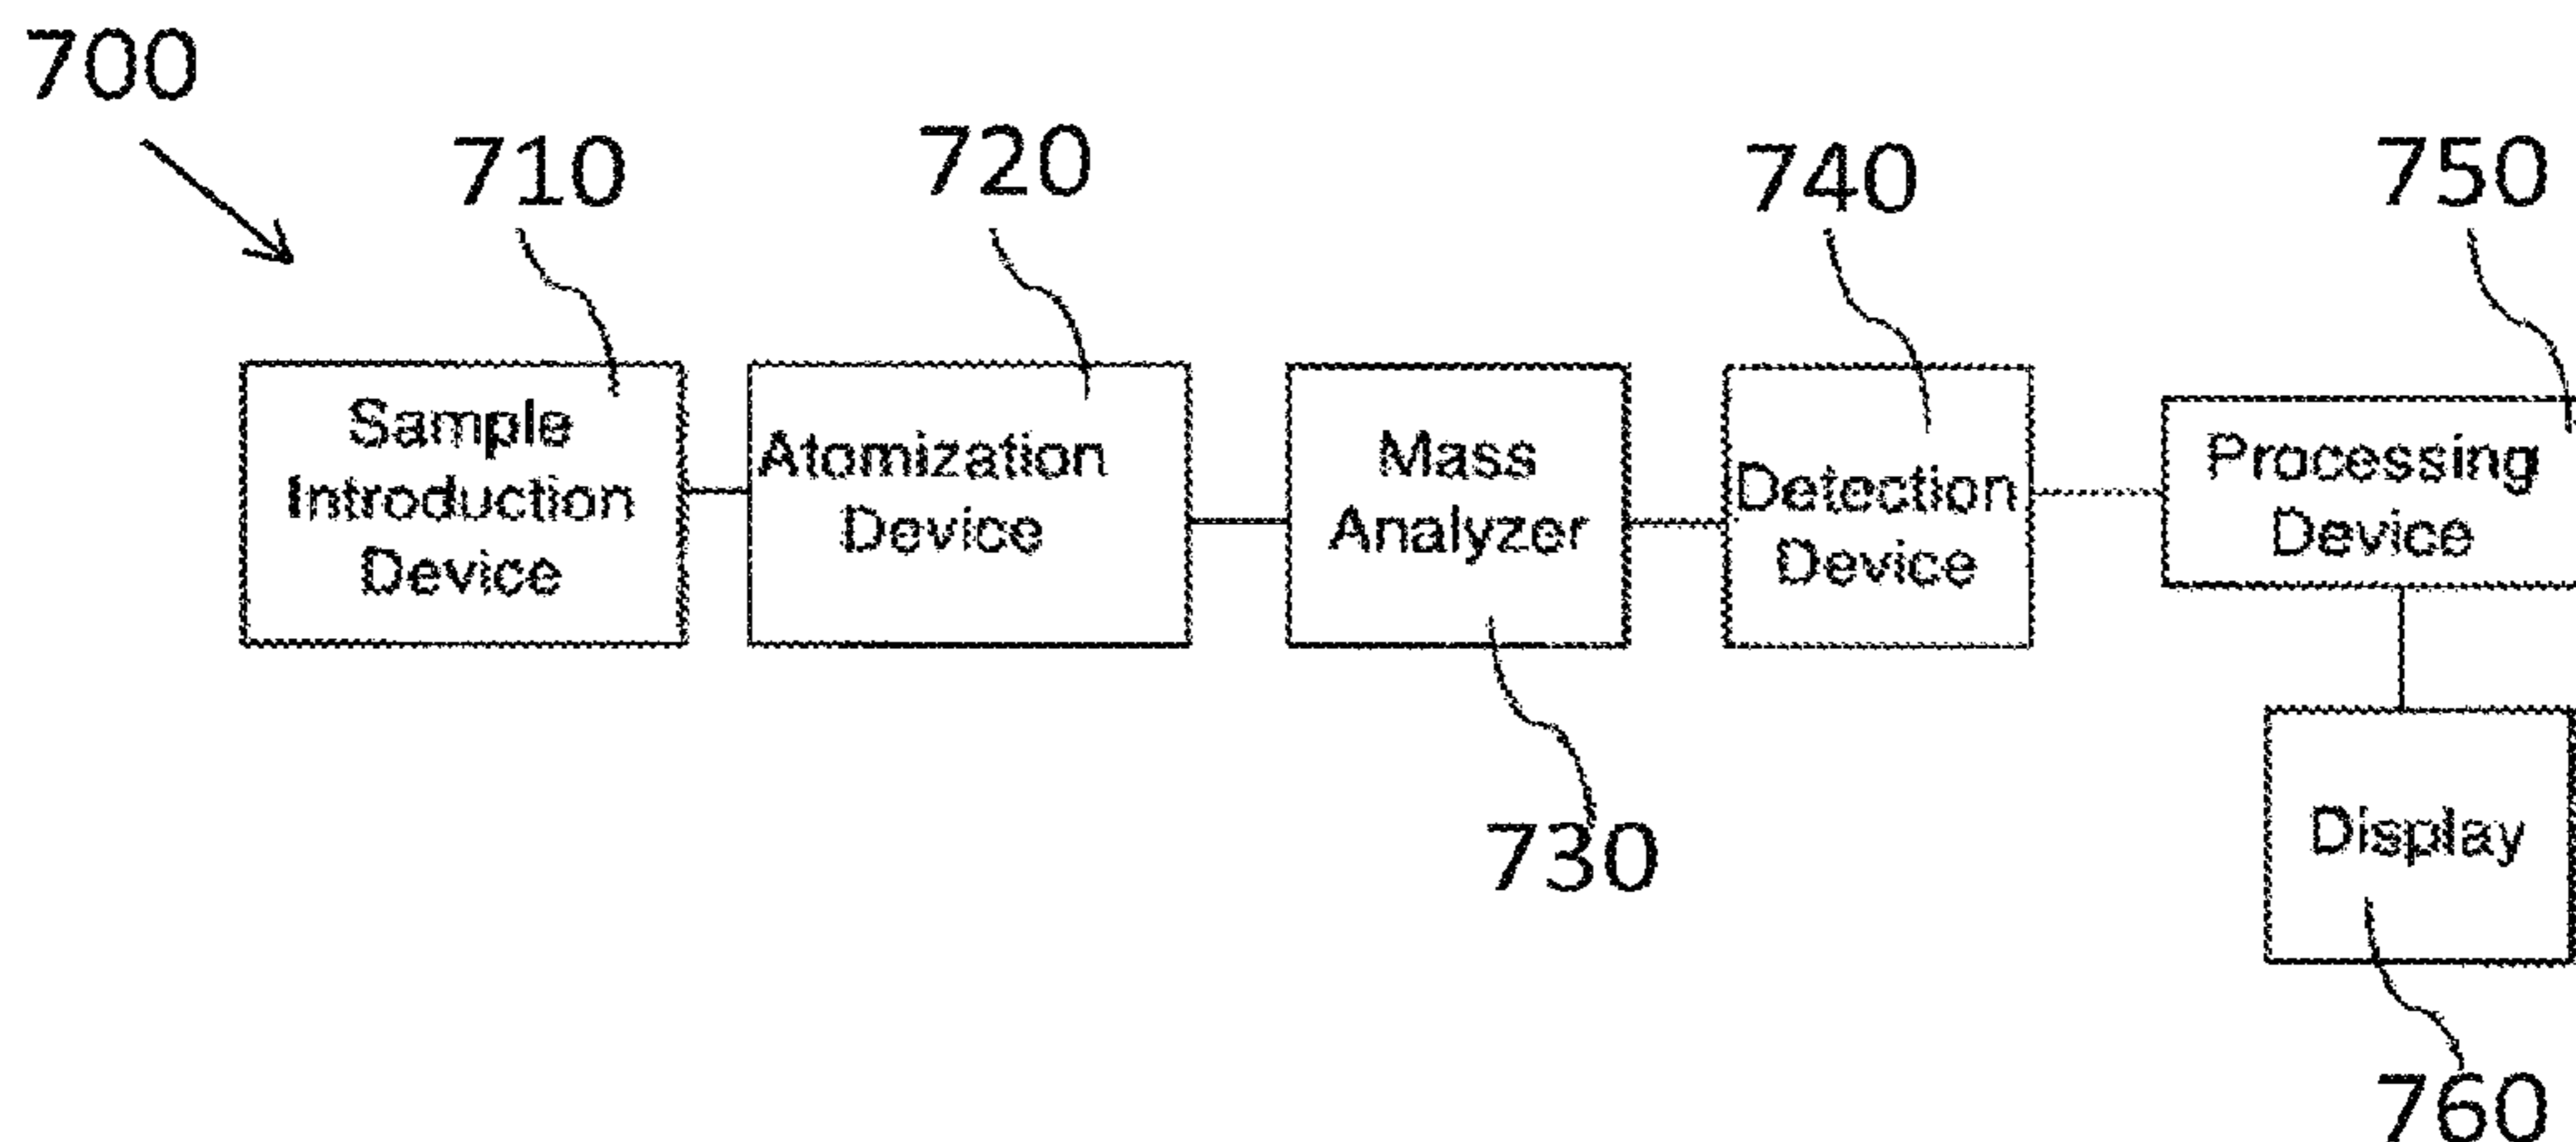 700
710
720
740
750
Sample
Introduction
Device
Atomization
Device
Mass
Analyzer
Detection
Device
Processing
Device
730
Display
760